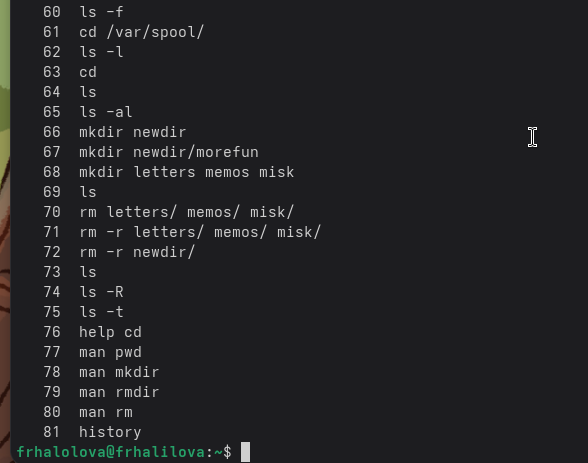 60 ls -f
61 cd /var/spool/
62 ls -l
63 cd
64 ls
65 ls -al
66 mkdir newdir
67 mkdir newdir/morefun
68 mkdir letters memos misk
69 ls
70 rm letters/ memos/ misk/
71 rm -r letters/ memos/ misk/
72 rm -r newdir/
73 ls
74 ls -R
75 ls -t
76 help cd
77 man pwd
78 man mkdir
79 man rmdir
80 man rm
81 history
frhalolova@frhalilova:~$